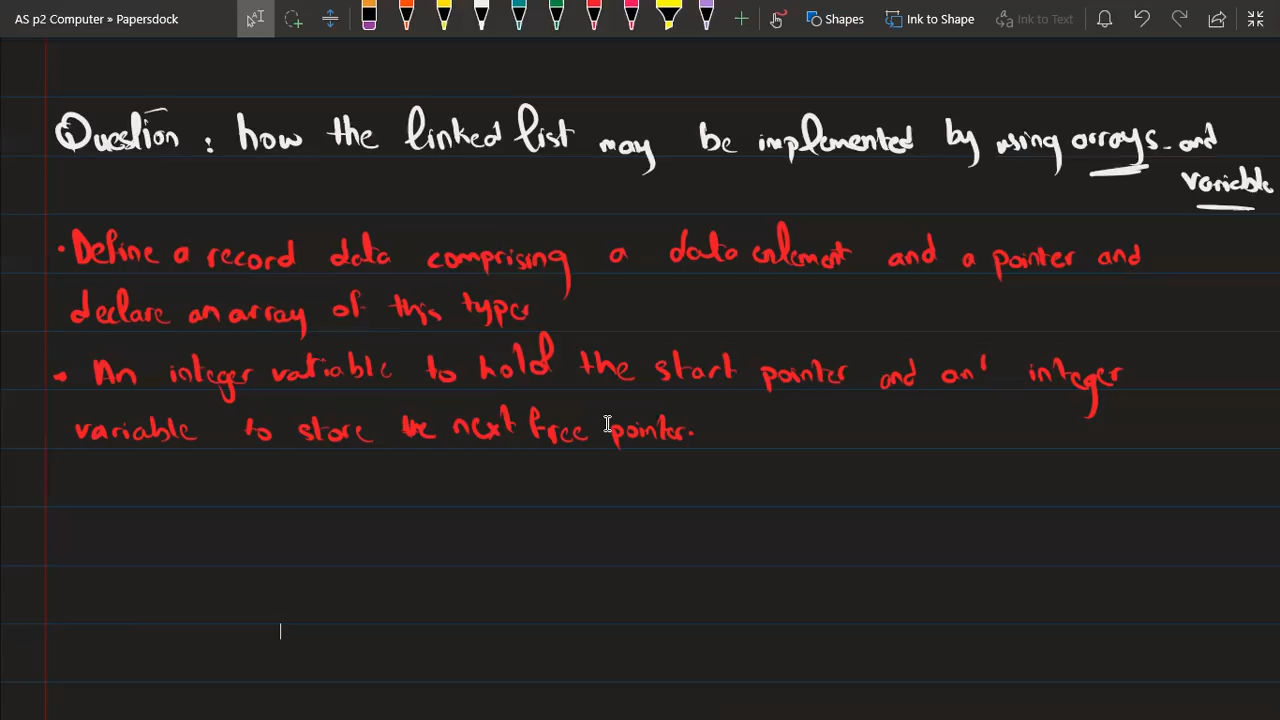 AS p2 Computer » Papersdock
Shapes
Ink to Shape
Ink to Text
Question : how the linked list may be implemented by using arrays and
variable
• Define a record data comprising a data element and a pointer and
declare an array of this type
• An integer variable to hold the start pointer and an integer
variable to store the next free pointer.